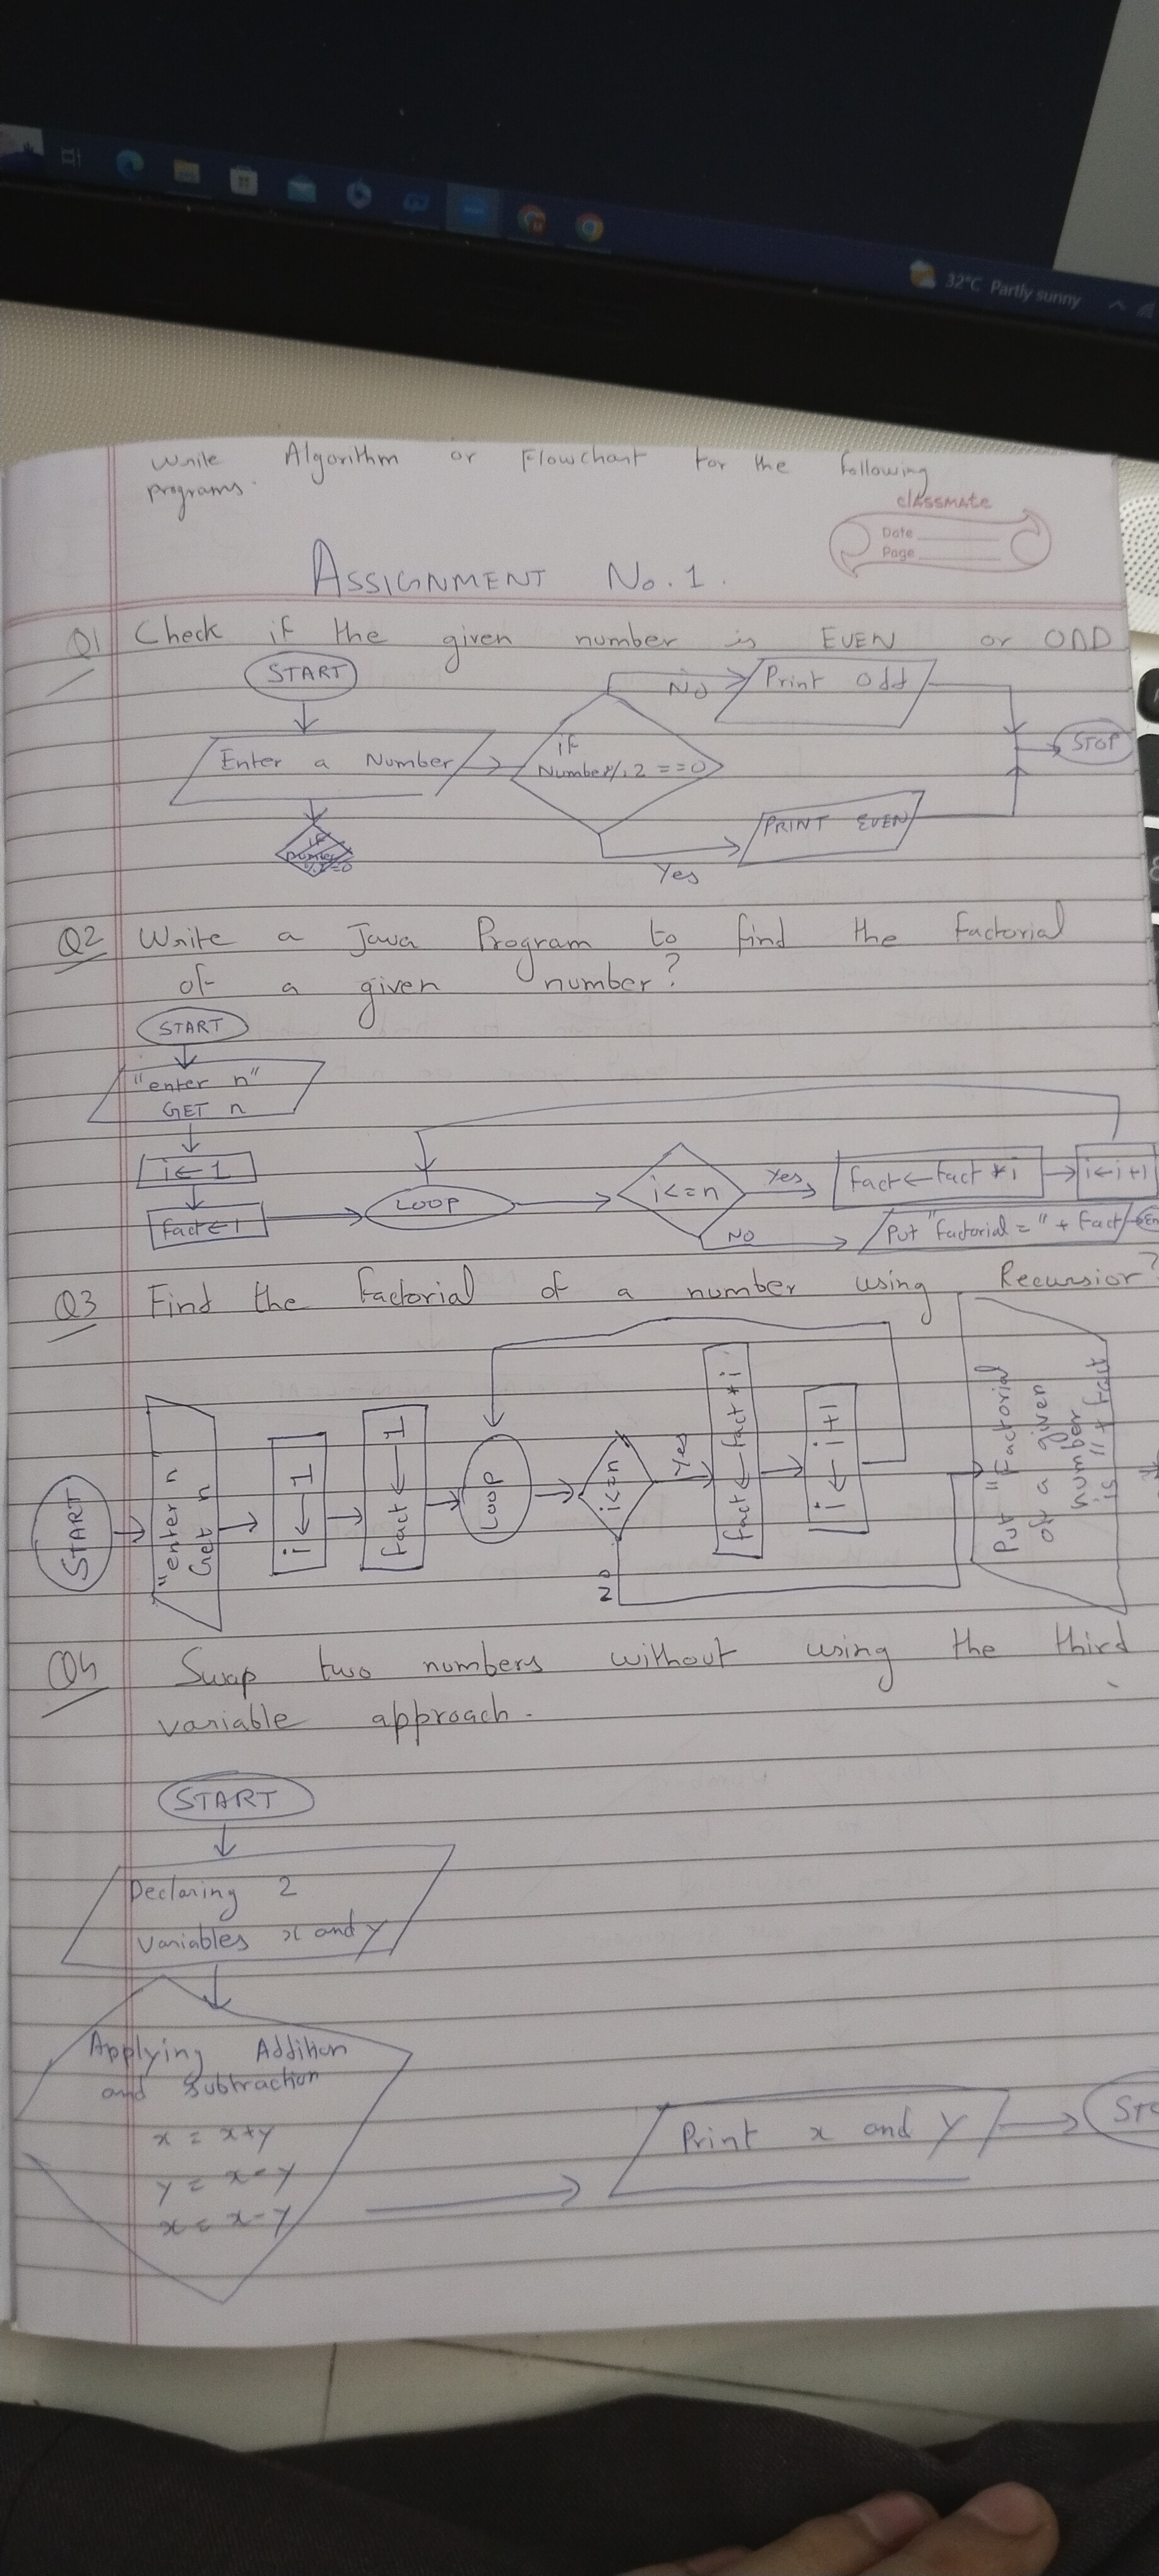 32°C Partly sunny
Write Algorithm or Flowchart for the following
programs.
classmate
Date
Page
ASSIGNMENT No. 1.
Q1 Check if the given number is EVEN or ODD
START
No
Print Odd
Enter a Number
if
Number % 2 == 0
STOP
PRINT EVEN
Yes
if
number
%2=0
Q2 Write a Java Program to find the factorial
of a given number?
START
"enter n"
GET n
i ← 1
fact ← 1
LOOP
i <= n
Yes
fact ← fact * i
i ← i + 1
NO
Put "factorial = " + fact
Q3 Find the factorial of a number using Recursion?
START
"enter n
Get n
i ← 1
fact ← 1
LOOP
i <= n
Yes
fact ← fact * i
i ← i + 1
No
Put "Factorial
of a given
number
is " + fact
Q4 Swap two numbers without using the third
variable approach.
START
Declaring 2
variables x and y
Applying Addition
and Subtraction
x = x+y
y = x-y
x = x-y
Print x and y